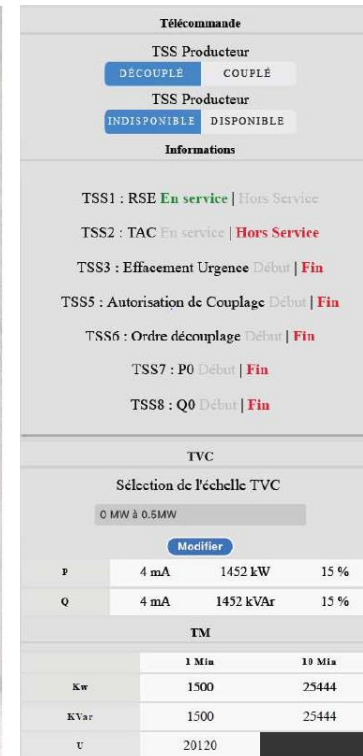 Télécommande
TSS Producteur
DÉCOUPLÉ COUPLÉ
TSS Producteur
INDISPONIBLE DISPONIBLE
Informations
TSS1 : RSE En service | Hors Service
TSS2 : TAC En service | Hors Service
TSS3 : Effacement Urgence Début | Fin
TSS5 : Autorisation de Couplage Début | Fin
TSS6 : Ordre découplage Début | Fin
TSS7 : P0 Début | Fin
TSS8 : Q0 Début | Fin
TVC
Sélection de l'échelle TVC
0 MW à 0.5MW
Modifier
P 4 mA 1452 kW 15 %
Q 4 mA 1452 kVAr 15 %
TM
1 Min 10 Min
Kw 1500 25444
KVar 1500 25444
U 20120